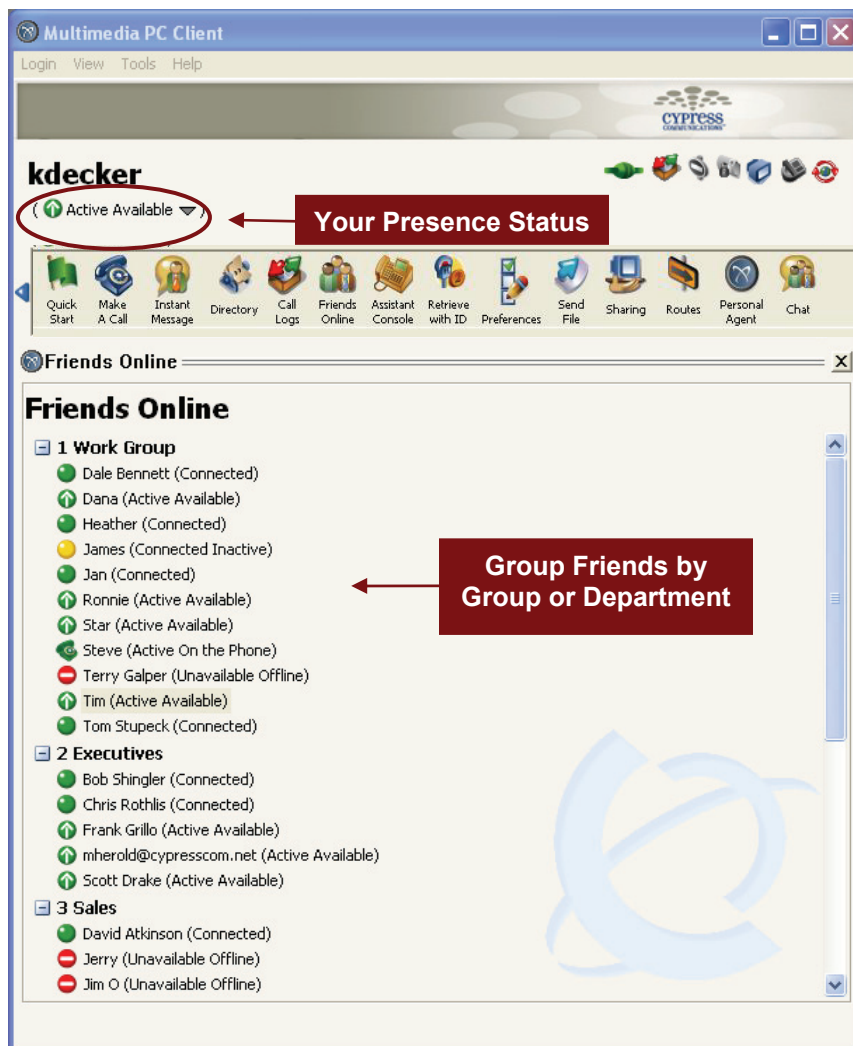 Multimedia PC Client
Login View Tools Help
CYPRESS
COMMUNICATIONS
kdecker
( Active Available )
Your Presence Status
Quick Start
Make A Call
Instant Message
Directory
Call Logs
Friends Online
Assistant Console
Retrieve with ID
Preferences
Send File
Sharing
Routes
Personal Agent
Chat
Friends Online
Friends Online
1 Work Group
Dale Bennett (Connected)
Dana (Active Available)
Heather (Connected)
James (Connected Inactive)
Jan (Connected)
Ronnie (Active Available)
Star (Active Available)
Steve (Active On the Phone)
Terry Galper (Unavailable Offline)
Tim (Active Available)
Tom Stupeck (Connected)
Group Friends by
Group or Department
2 Executives
Bob Shingler (Connected)
Chris Rothlis (Connected)
Frank Grillo (Active Available)
mherold@cypresscom.net (Active Available)
Scott Drake (Active Available)
3 Sales
David Atkinson (Connected)
Jerry (Unavailable Offline)
Jim O (Unavailable Offline)